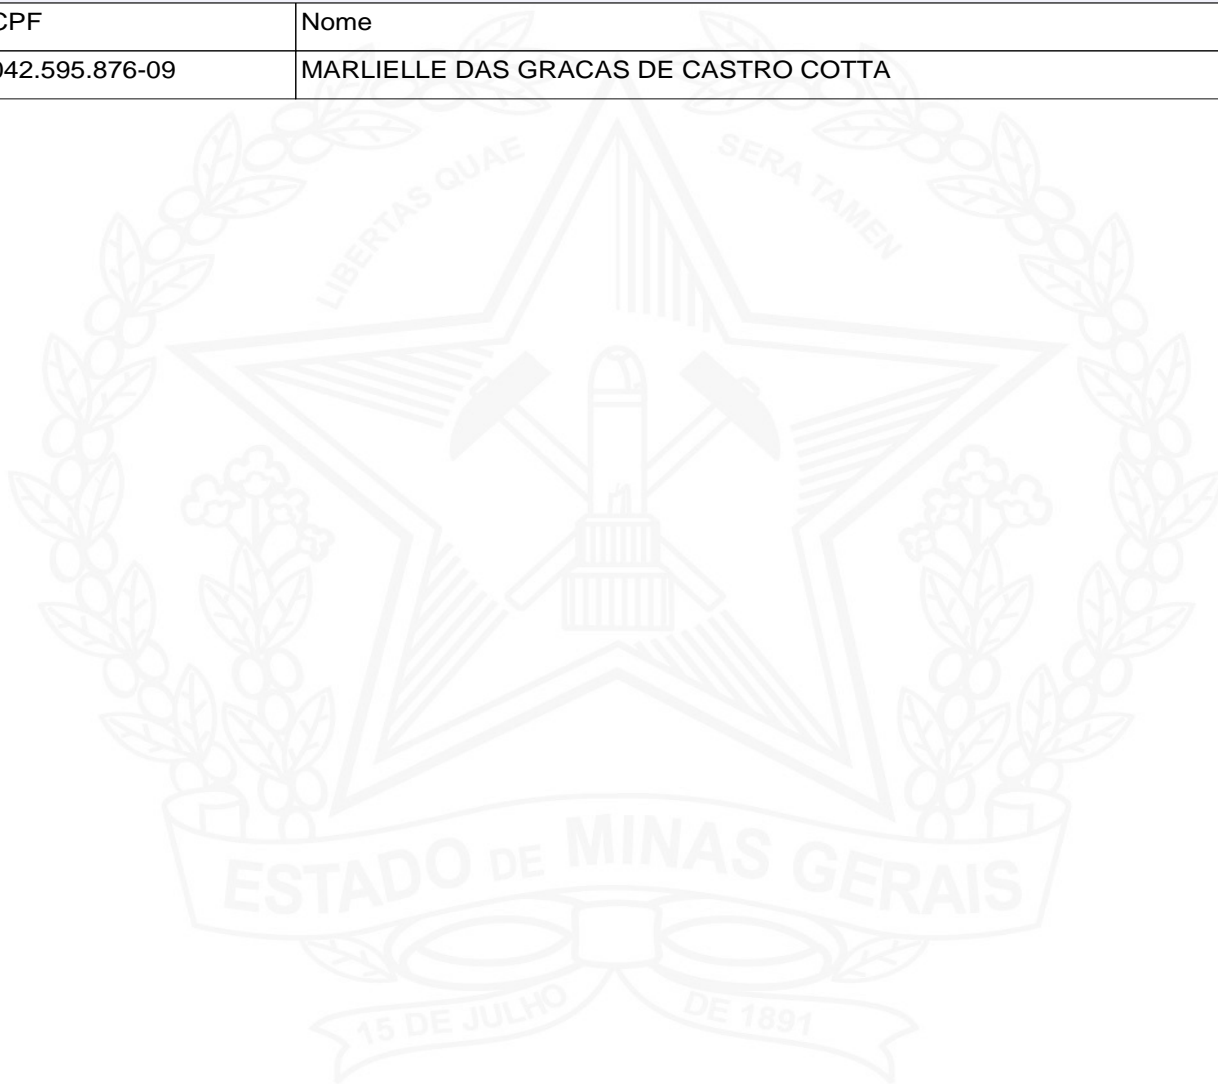 CPF Nome
042.595.876-09 MARLIELLE DAS GRACAS DE CASTRO COTTA
LIBERTAS QUAE SERA TAMEN
ESTADO DE MINAS GERAIS
15 DE JULHO DE 1891